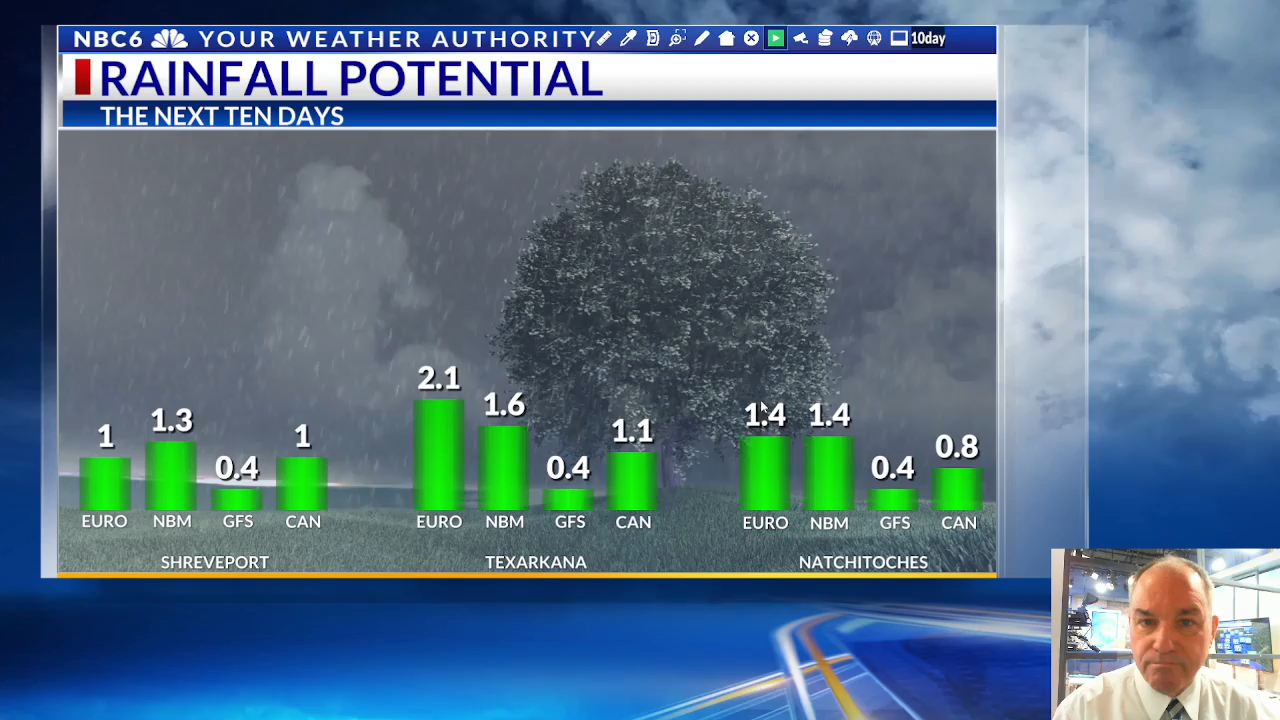 NBC6 YOUR WEATHER AUTHORITY 10day
RAINFALL POTENTIAL
THE NEXT TEN DAYS
1 1.3 0.4 1 2.1 1.6 0.4 1.1 1.4 1.4 0.4 0.8
EURO NBM GFS CAN EURO NBM GFS CAN EURO NBM GFS CAN
SHREVEPORT TEXARKANA NATCHITOCHES